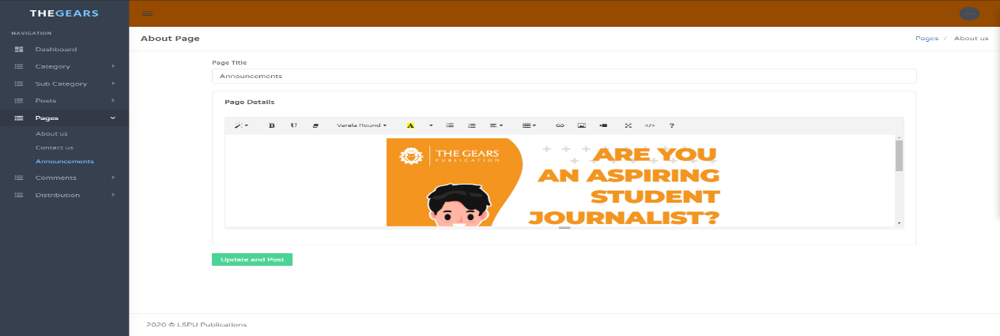 THEGEARS
NAVIGATION
Dashboard
Category
Sub Category
Posts
Pages
About us
Contact us
Announcements
Comments
Distribution
About Page
Pages / About us
Page Title
Announcements
Page Details
B U Varela Round A </> ?
THE GEARS
PUBLICATION
ARE YOU
AN ASPIRING
STUDENT
JOURNALIST?
Update and Post
2020 © LSPU Publications